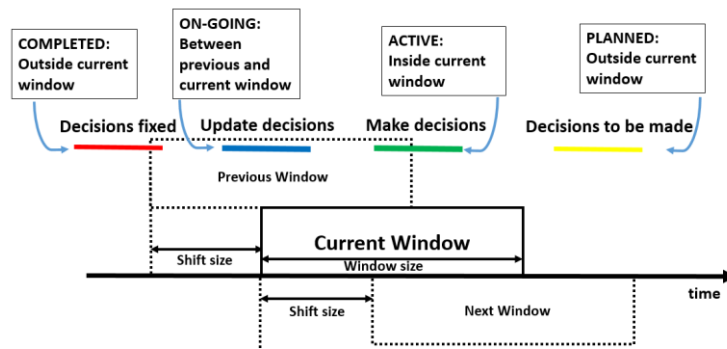 COMPLETED:
Outside current
window
ON-GOING:
Between
previous and
current window
ACTIVE:
Inside current
window
PLANNED:
Outside current
window
Decisions fixed
Update decisions
Make decisions
Decisions to be made
Previous Window
Current Window
Shift size
Window size
time
Shift size
Next Window